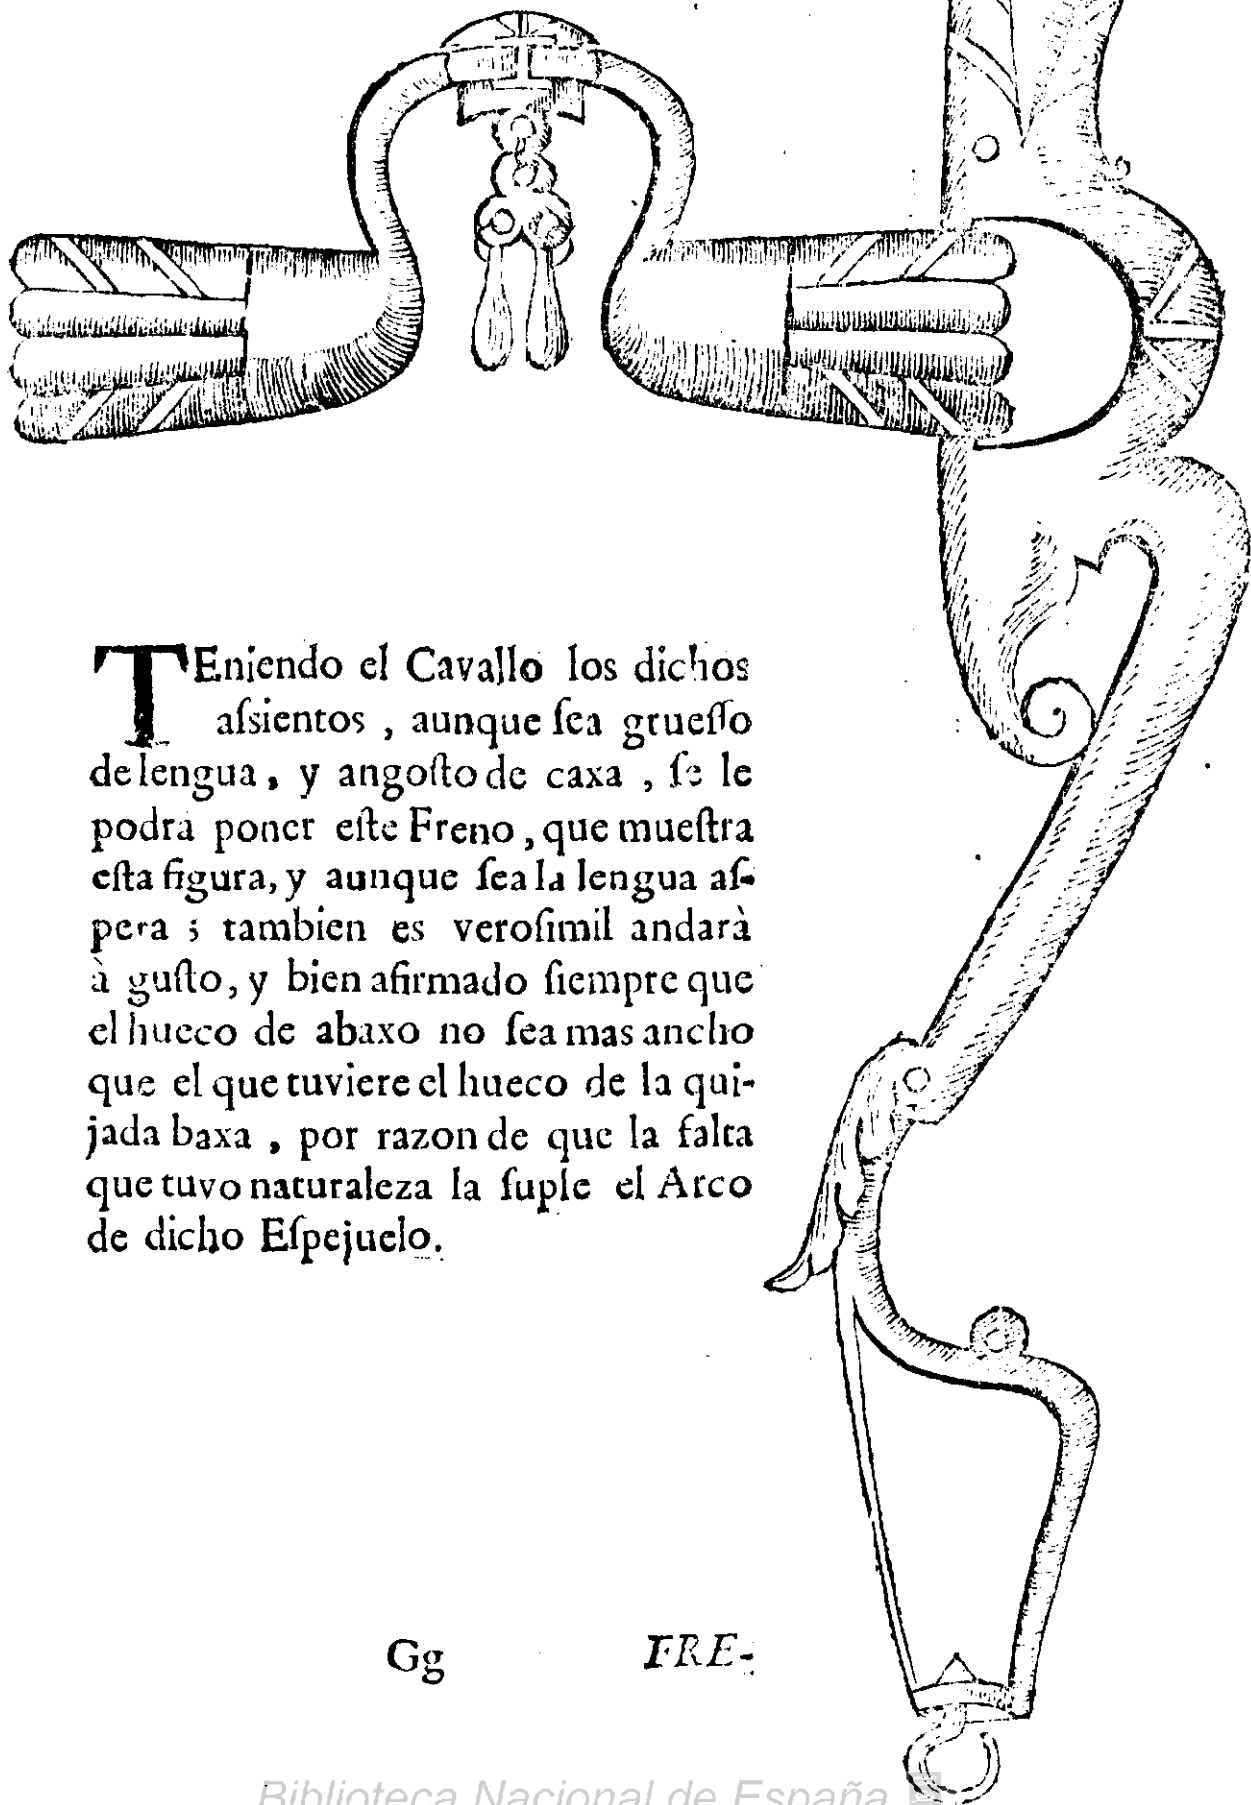 TEniendo el Cavallo los dichos
aſsientos , aunque ſea grueſſo
de lengua, y angoſto de caxa , ſe le
podrà poner eſte Freno, que mueſtra
eſta figura, y aunque ſea la lengua aſ-
pera ; tambien es veroſimil andarà
à guſto, y bien afirmado ſiempre que
el hueco de abaxo no ſea mas ancho
que el que tuviere el hueco de la qui-
jada baxa , por razon de que la falta
que tuvo naturaleza la ſuple el Arco
de dicho Eſpejuelo.
Gg FRE-
Biblioteca Nacional de España